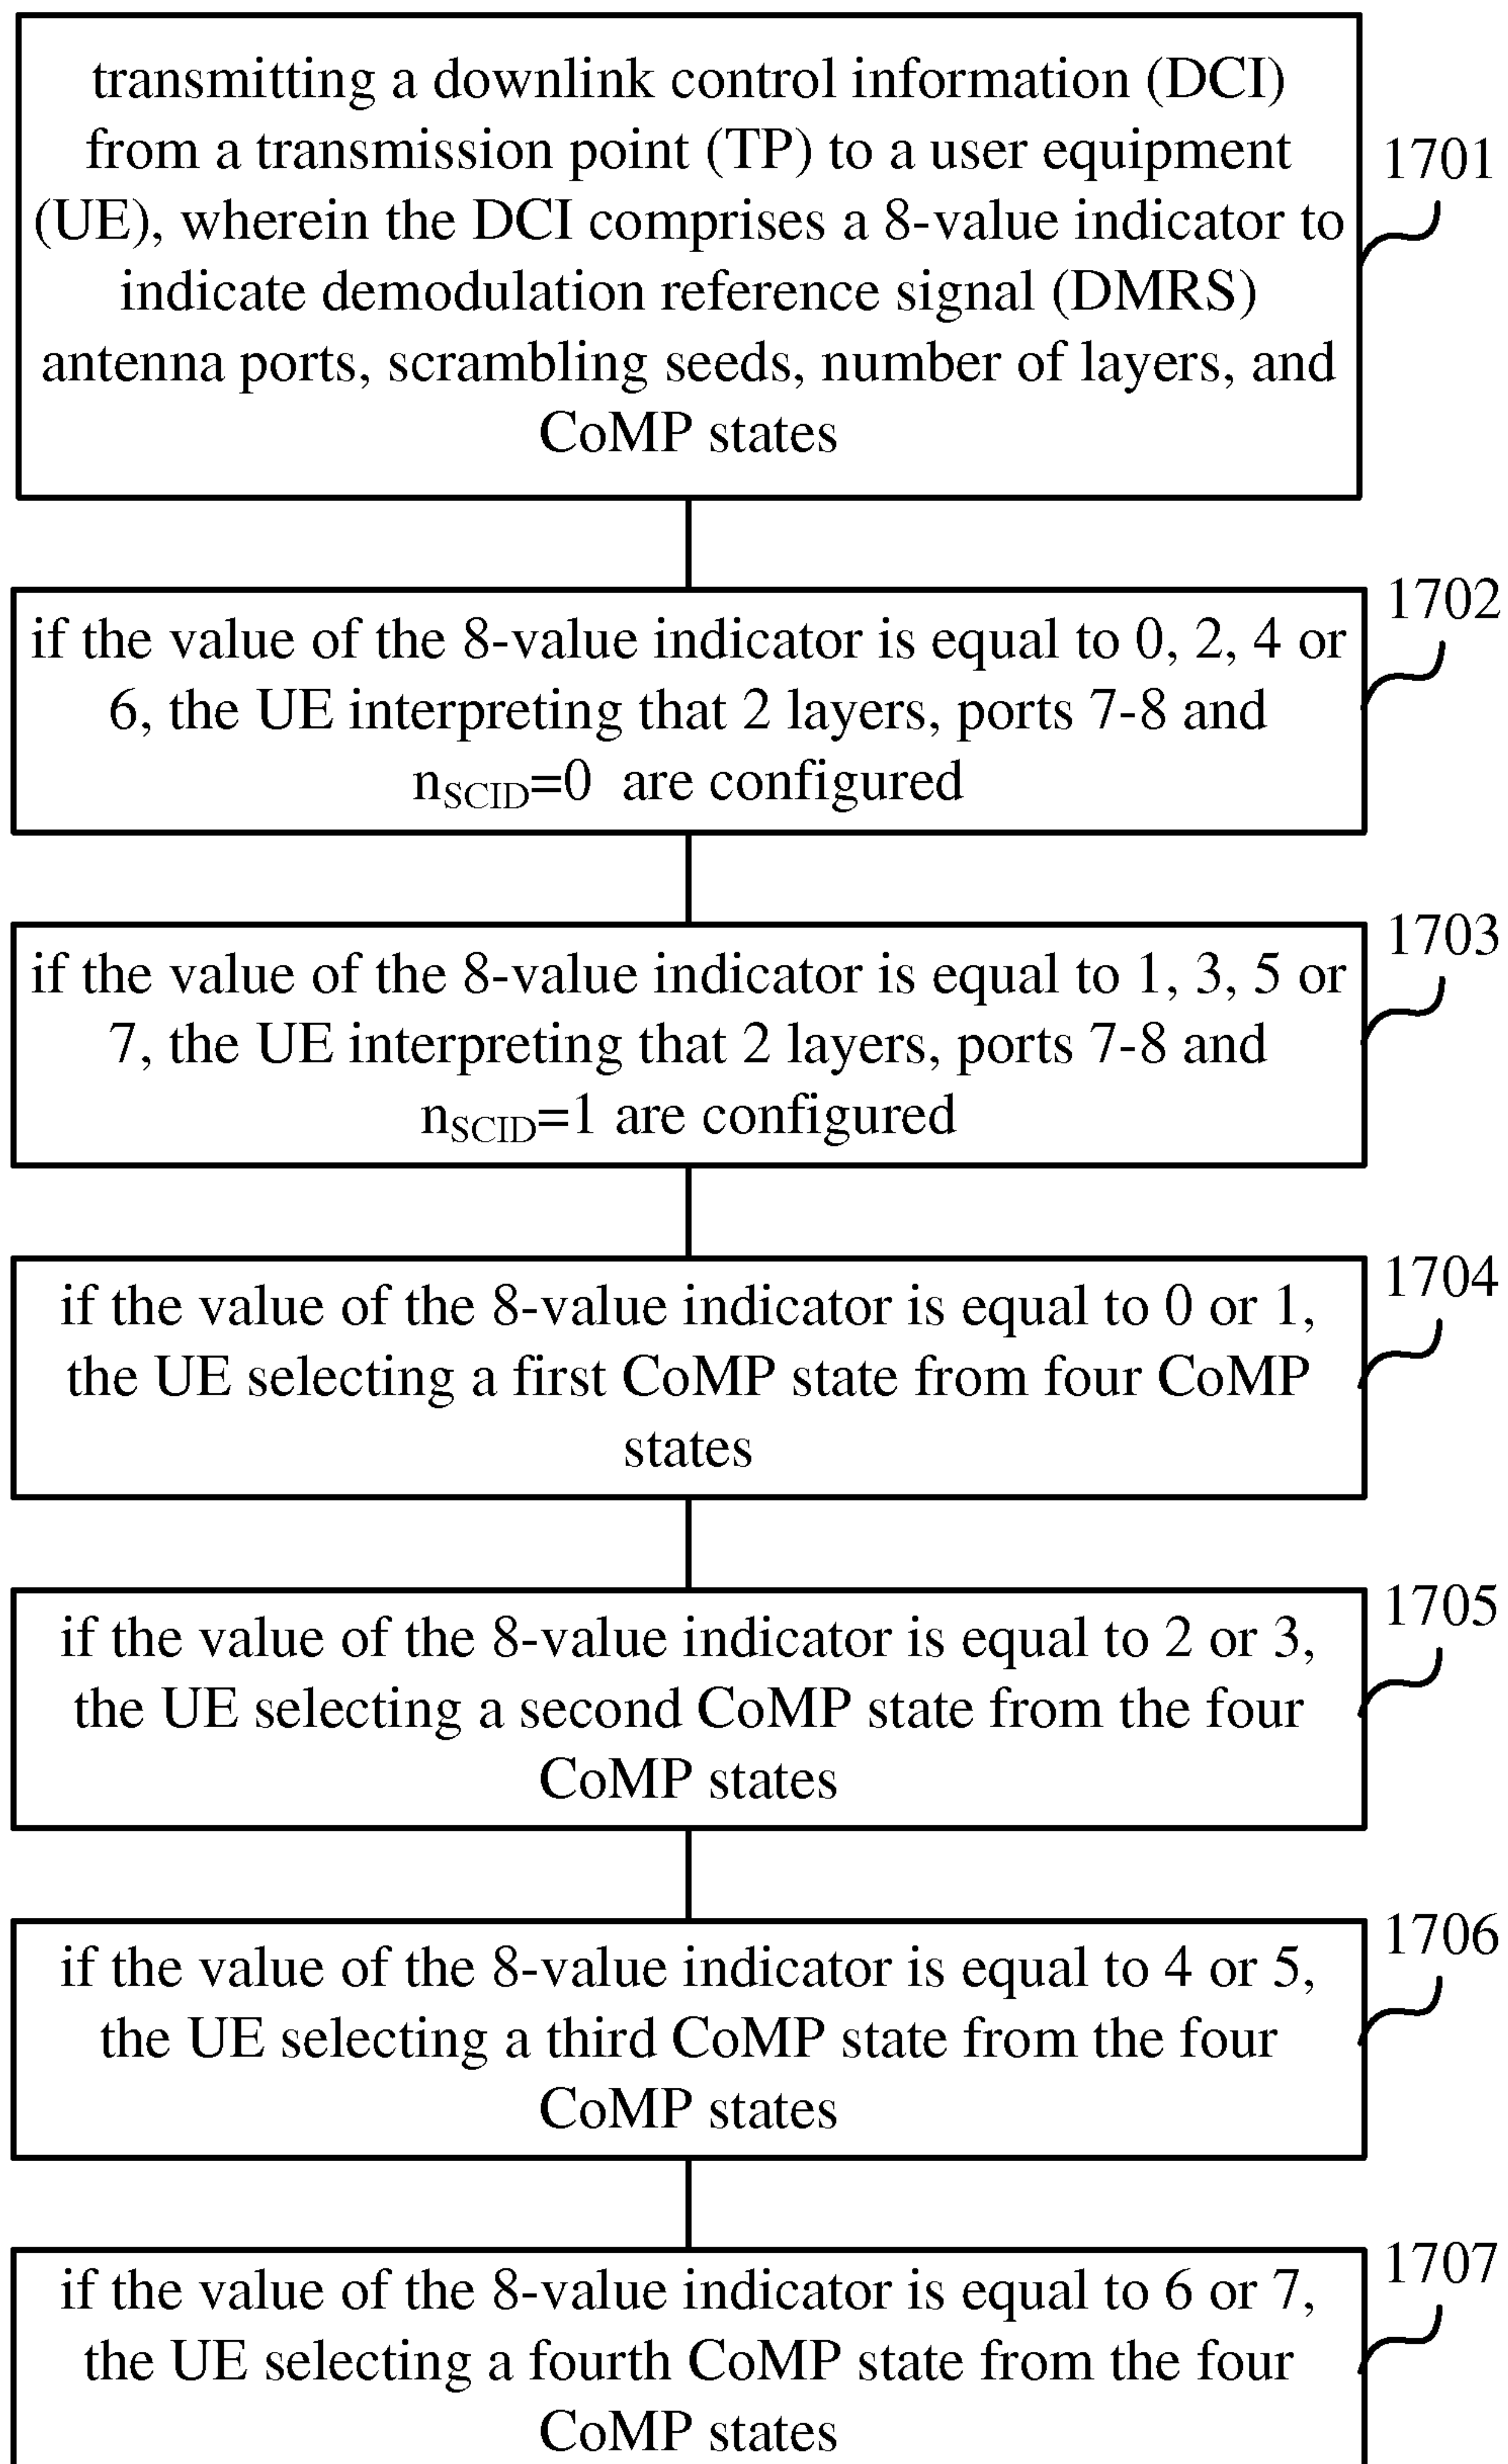 transmitting a downlink control information (DCI)
from a transmission point (TP) to a user equipment
(UE), wherein the DCI comprises a 8-value indicator to
indicate demodulation reference signal (DMRS)
antenna ports, scrambling seeds, number of layers, and
CoMP states
1701
if the value of the 8-value indicator is equal to 0, 2, 4 or
6, the UE interpreting that 2 layers, ports 7-8 and
nSCID=0 are configured
1702
if the value of the 8-value indicator is equal to 1, 3, 5 or
7, the UE interpreting that 2 layers, ports 7-8 and
nSCID=1 are configured
1703
if the value of the 8-value indicator is equal to 0 or 1,
the UE selecting a first CoMP state from four CoMP
states
1704
if the value of the 8-value indicator is equal to 2 or 3,
the UE selecting a second CoMP state from the four
CoMP states
1705
if the value of the 8-value indicator is equal to 4 or 5,
the UE selecting a third CoMP state from the four
CoMP states
1706
if the value of the 8-value indicator is equal to 6 or 7,
the UE selecting a fourth CoMP state from the four
CoMP states
1707